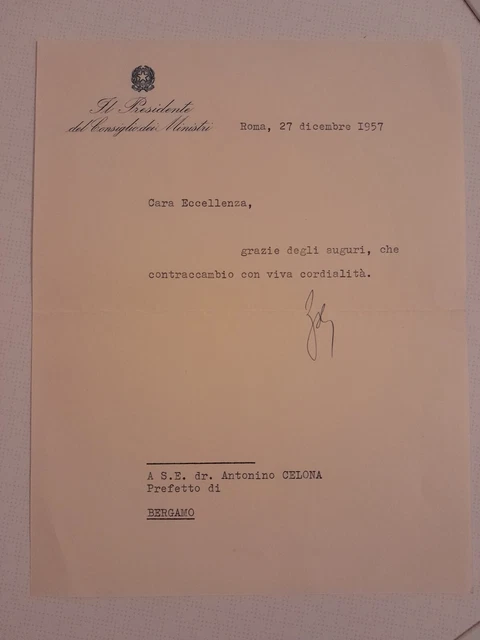 Il Presidente
del Consiglio dei Ministri
Roma, 27 dicembre 1957
Cara Eccellenza,
grazie degli auguri, che
contraccambio con viva cordialità.
A S.E. dr. Antonino CELONA
Prefetto di
BERGAMO